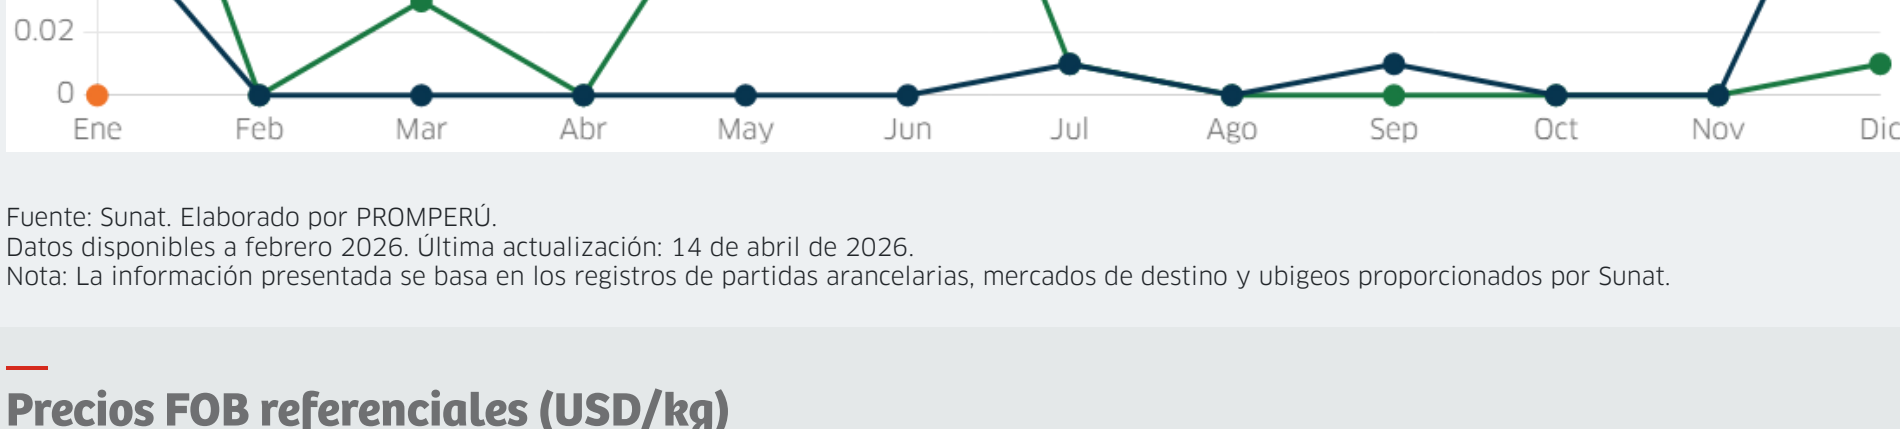 0.02
0
Ene Feb Mar Abr May Jun Jul Ago Sep Oct Nov Dic
Fuente: Sunat. Elaborado por PROMPERÚ.
Datos disponibles a febrero 2026. Última actualización: 14 de abril de 2026.
Nota: La información presentada se basa en los registros de partidas arancelarias, mercados de destino y ubigeos proporcionados por Sunat.
Precios FOB referenciales (USD/kg)